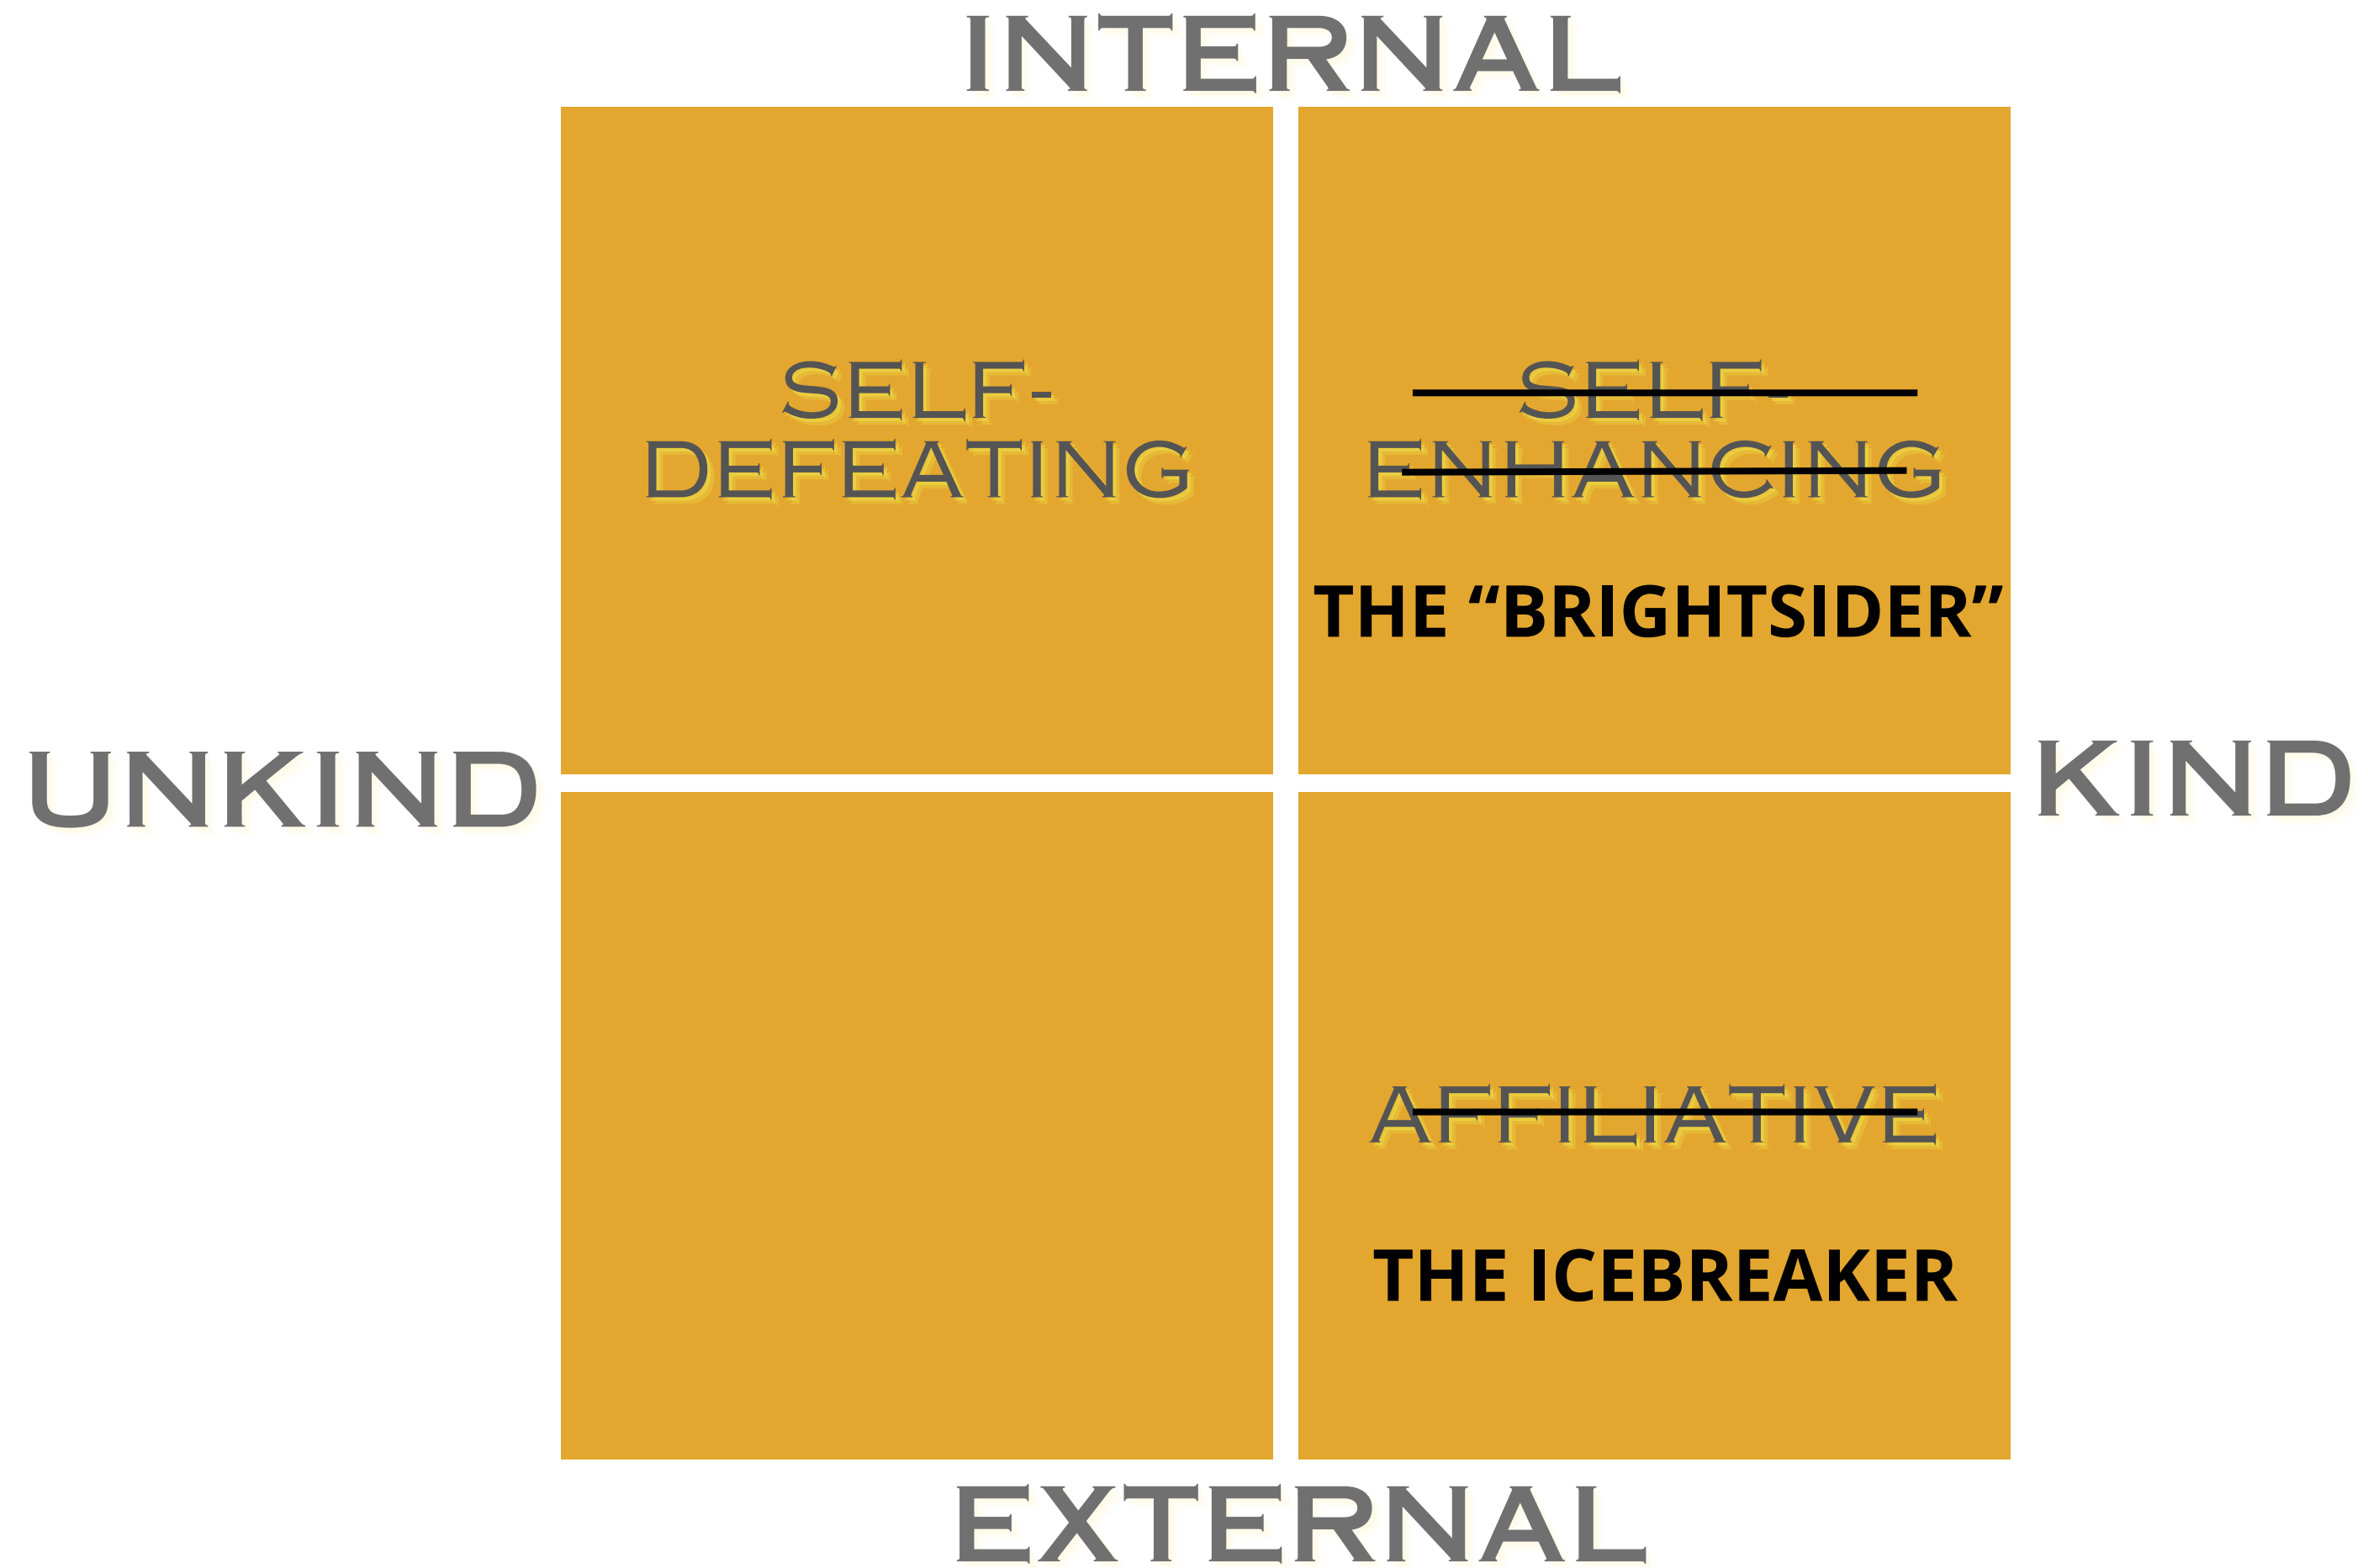 INTERNAL
SELF-
DEFEATING
SELF-
ENHANCING
THE “BRIGHTSIDER”
UNKIND
KIND
AFFILIATIVE
THE ICEBREAKER
EXTERNAL